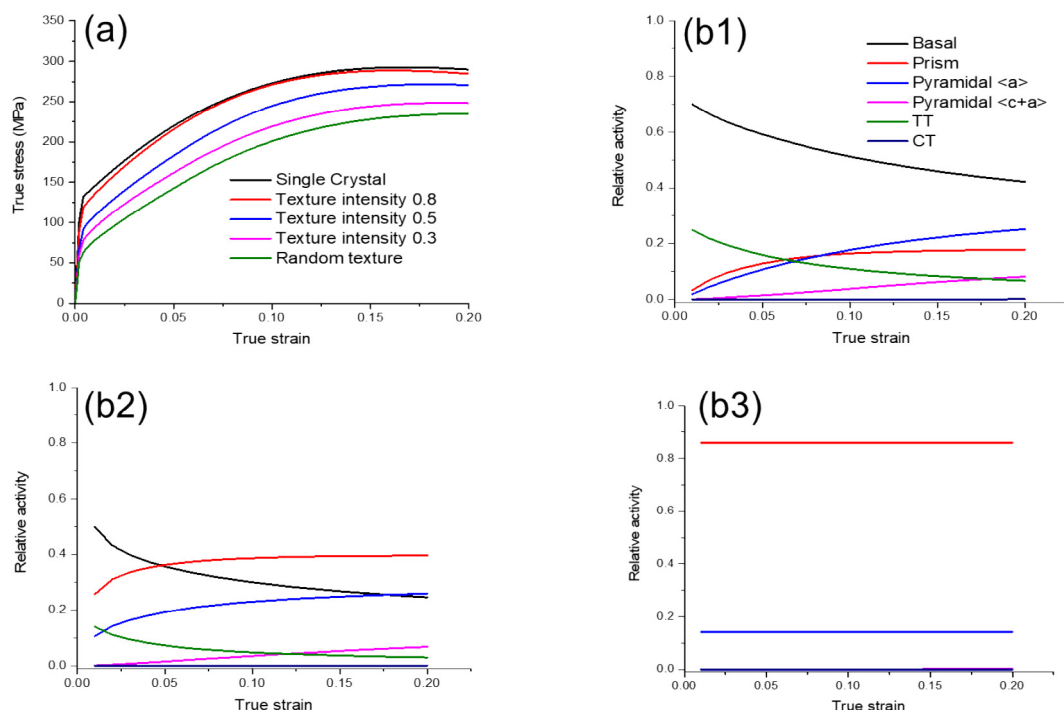 (a)
350
300
250
200
150
100
50
0
True stress (MPa)
Single Crystal
Texture intensity 0.8
Texture intensity 0.5
Texture intensity 0.3
Random texture
0.00 0.05 0.10 0.15 0.20
True strain
(b1)
1.0
0.8
0.6
0.4
0.2
0.0
Relative activity
Basal
Prism
Pyramidal <a>
Pyramidal <c+a>
TT
CT
0.00 0.05 0.10 0.15 0.20
True strain
(b2)
1.0
0.8
0.6
0.4
0.2
0.0
Relative activity
0.00 0.05 0.10 0.15 0.20
True strain
(b3)
1.0
0.8
0.6
0.4
0.2
0.0
Relative activity
0.00 0.05 0.10 0.15 0.20
True strain